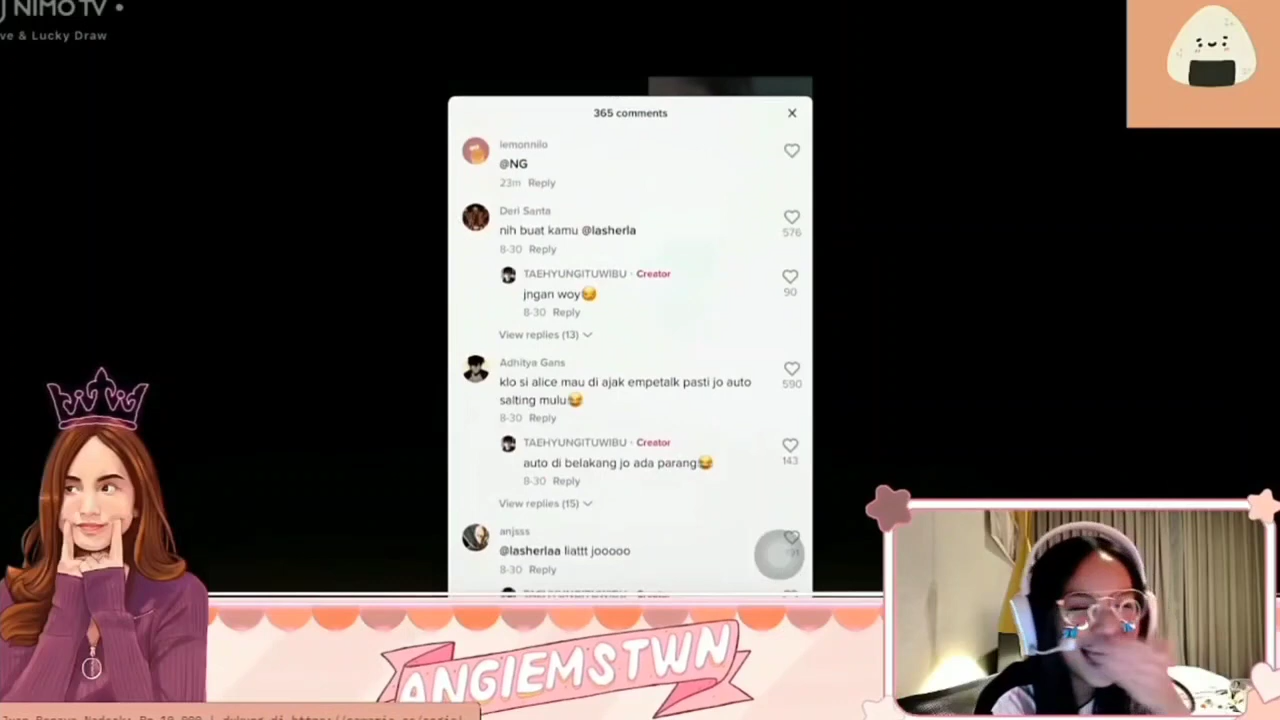 NIMO TV •
ve & Lucky Draw
365 comments
lemonnilo
@NG
23m Reply
Deri Santa
nih buat kamu @lasherla
576
8-30 Reply
TAEHYUNGITUWIBU · Creator
jngan woy😂
90
8-30 Reply
View replies (13)
Adhitya Gans
klo si alice mau di ajak empetalk pasti jo auto
590
salting mulu😂
8-30 Reply
TAEHYUNGITUWIBU · Creator
auto di belakang jo ada parang😂
143
8-30 Reply
View replies (15)
anjsss
@lasherlaa liattt jooooo
8-30 Reply
ANGIEMSTWN